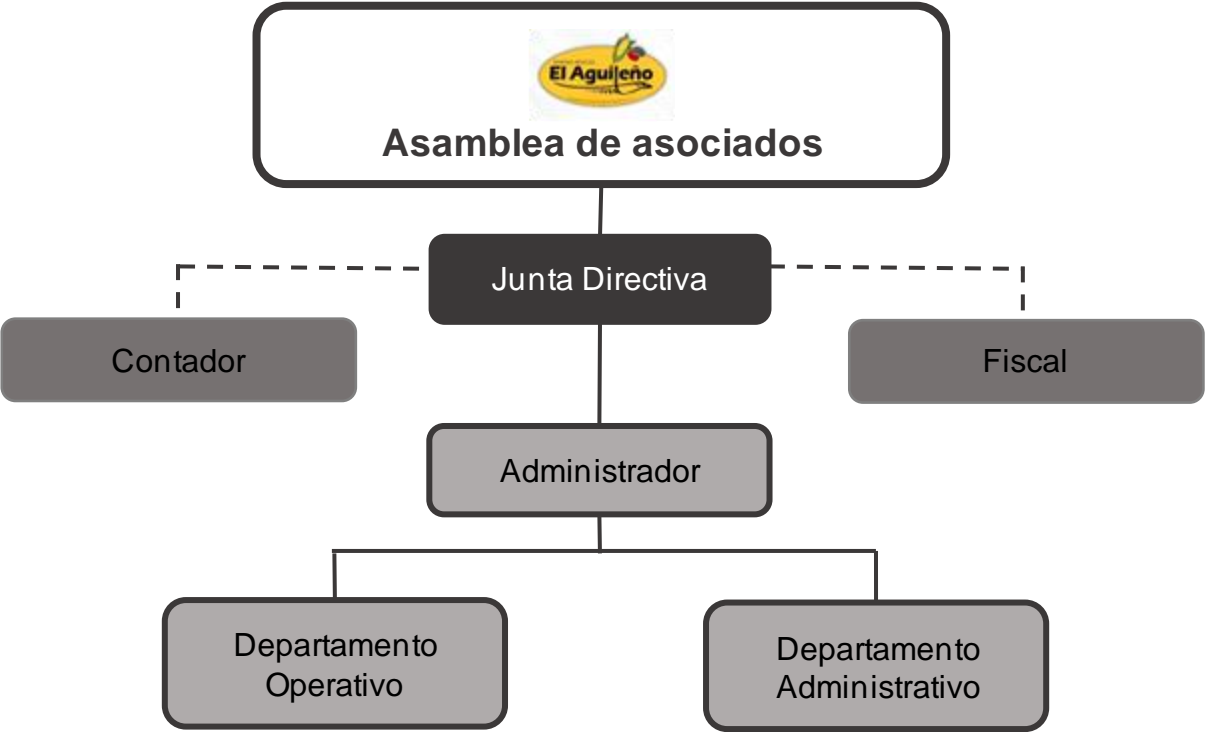 El Aguileño
Asamblea de asociados
Junta Directiva
Contador
Fiscal
Administrador
Departamento
Operativo
Departamento
Administrativo